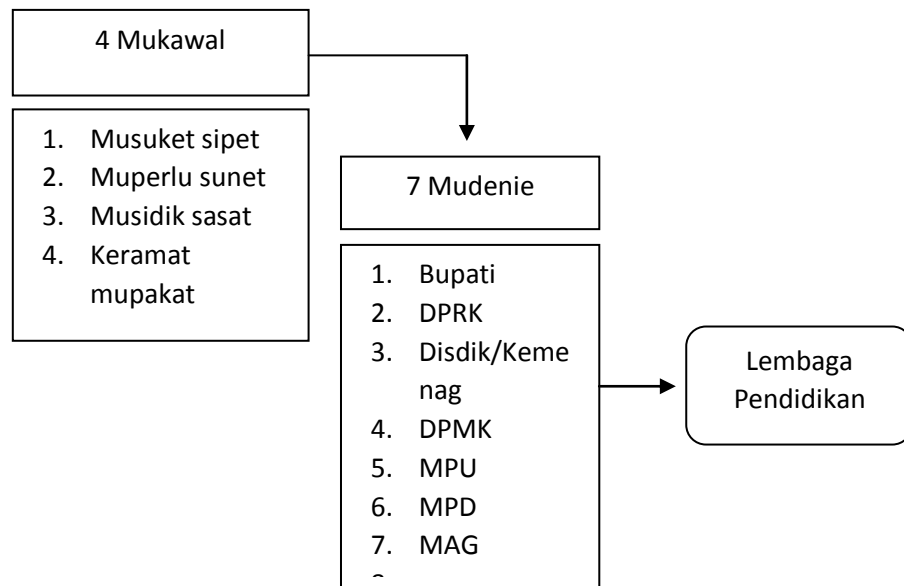 4 Mukawal
1. Musuket sipet
2. Muperlu sunet
3. Musidik sasat
4. Keramat
mupakat
7 Mudenie
1. Bupati
2. DPRK
3. Disdik/Keme
nag
4. DPMK
5. MPU
6. MPD
7. MAG
Lembaga
Pendidikan